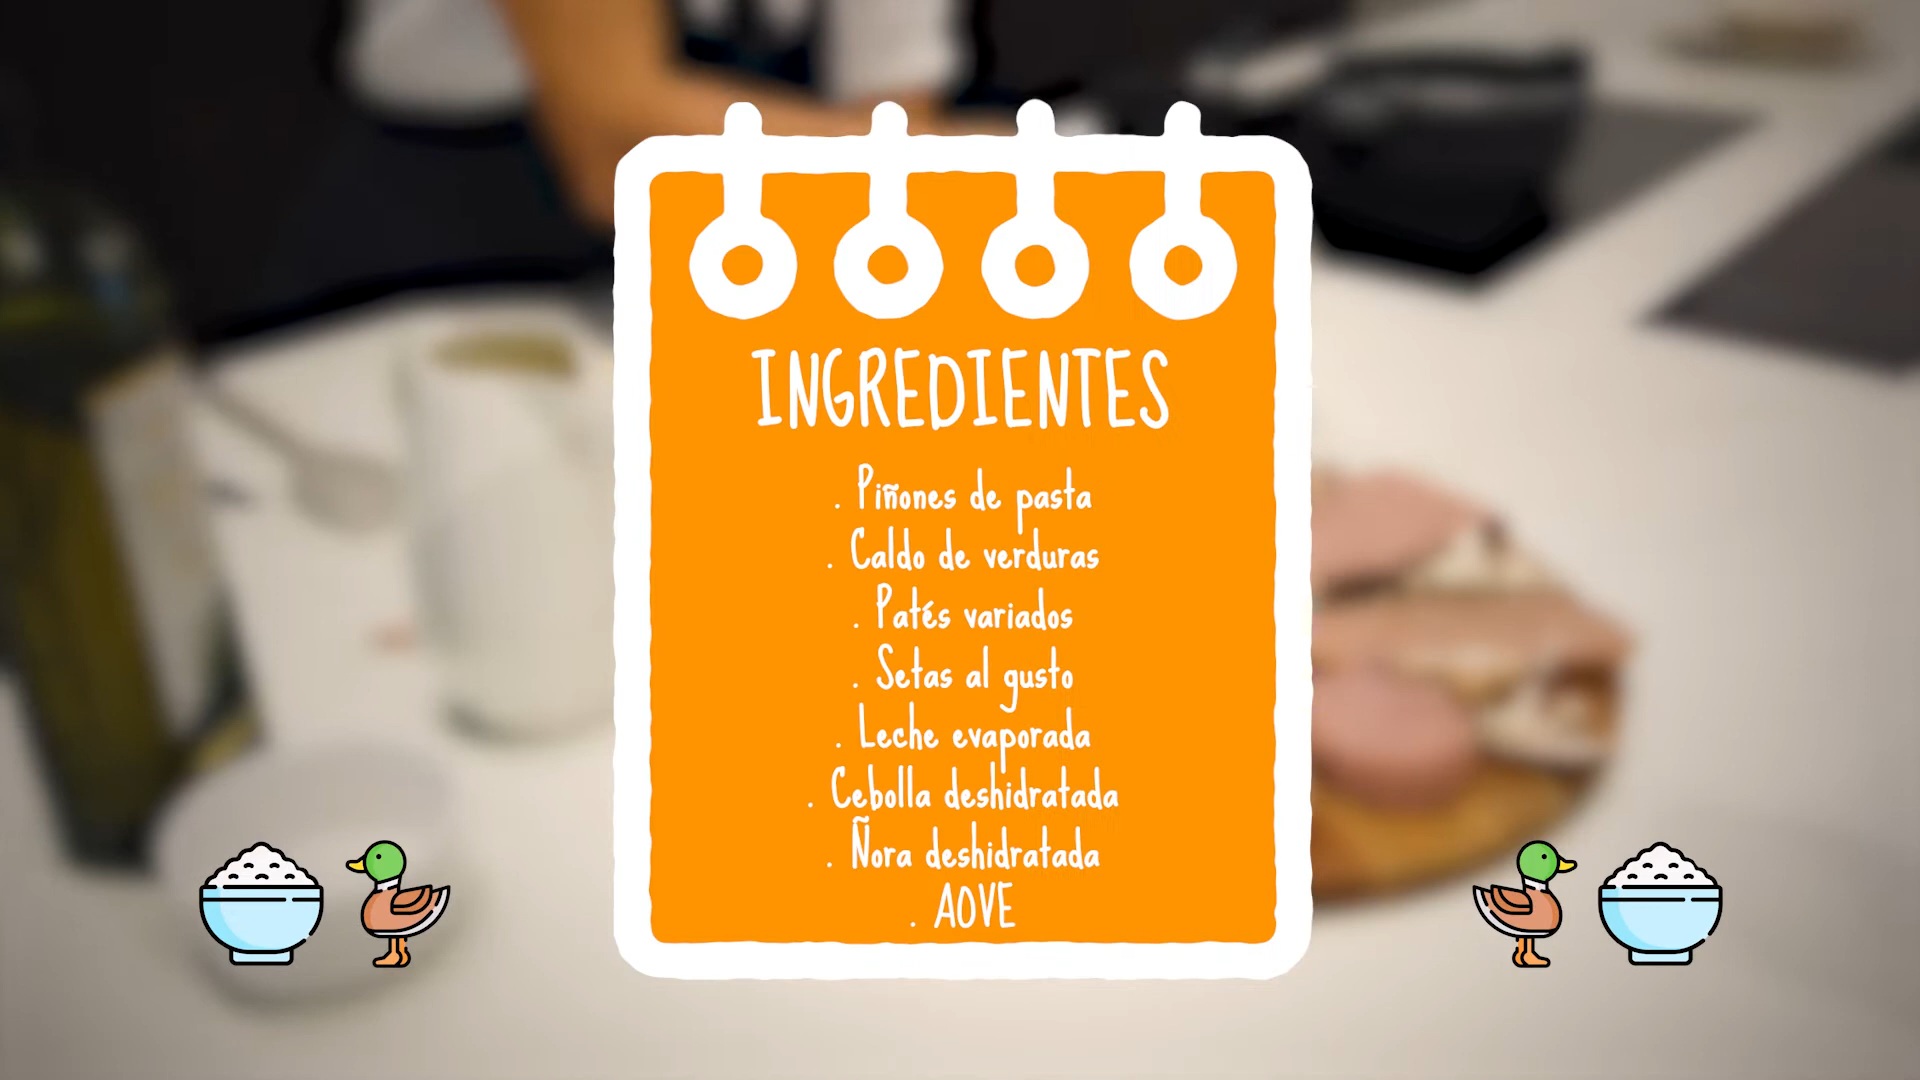 INGREDIENTES
. Piñones de pasta
. Caldo de verduras
. Patés variados
. Setas al gusto
. Leche evaporada
. Cebolla deshidratada
. Ñora deshidratada
. AOVE